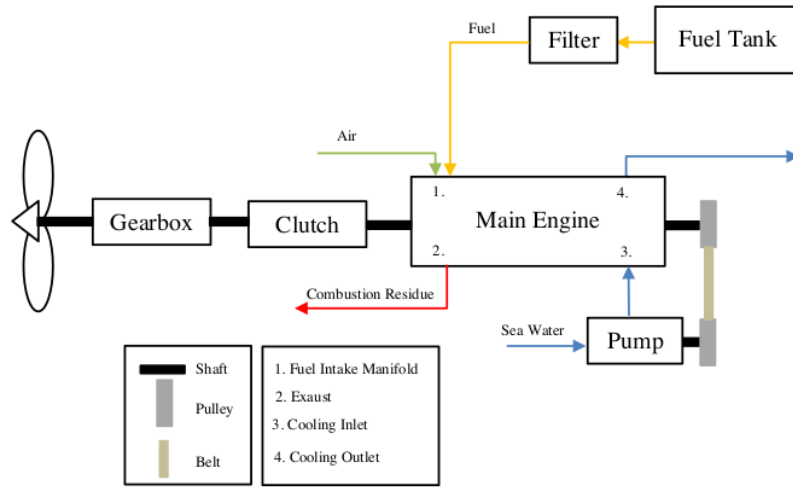 Fuel
Filter
Fuel Tank
Air
1.
4.
Gearbox
Clutch
Main Engine
2.
3.
Combustion Residue
Sea Water
Pump
Shaft
Pulley
Belt
1. Fuel Intake Manifold
2. Exaust
3. Cooling Inlet
4. Cooling Outlet